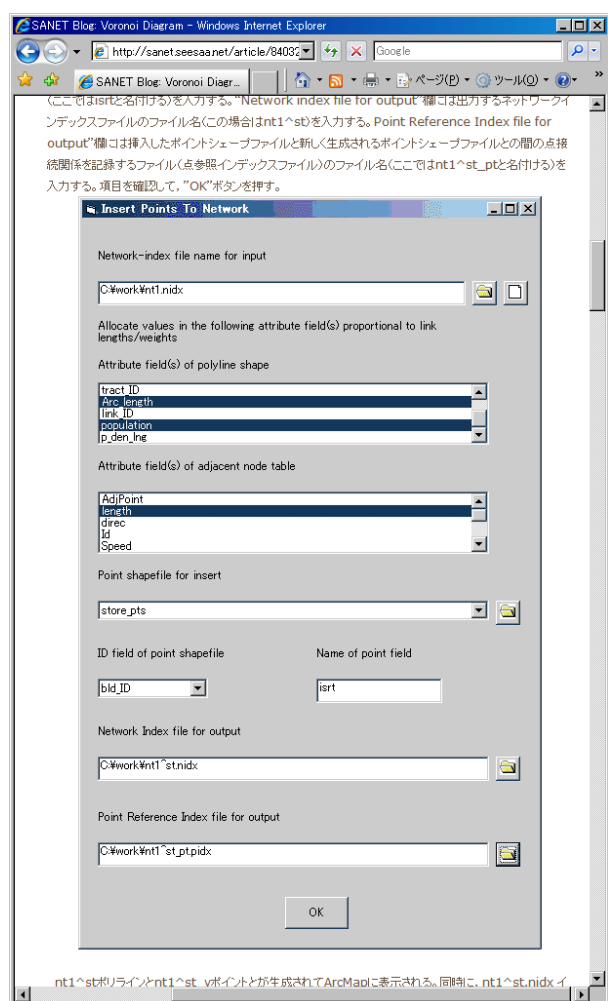 SANET Blog: Voronoi Diagram - Windows Internet Explorer
http://sanet.seesaa.net/article/84032
Google
SANET Blog: Voronoi Diagr...
ページ(P)
ツール(O)
»
(ここではisrtと名付ける)を入力する。"Network index file for output"欄には出力するネットワークイ
ンデックスファイルのファイル名(この場合はnt1^st)を入力する。Point Reference Index file for
output"欄には挿入したポイントシェープファイルと新しく生成されるポイントシェープファイルとの間の点接
続関係を記録するファイル(点参照インデックスファイル)のファイル名(ここではnt1^st_ptと名付ける)を
入力する。項目を確認して，"OK"ボタンを押す。
Insert Points To Network
Network-index file name for input
C:¥work¥nt1.nidx
Allocate values in the following attribute field(s) proportional to link
lengths/weights
Attribute field(s) of polyline shape
tract_ID
Arc_length
link_ID
population
p_den_lng
Attribute field(s) of adjacent node table
AdjPoint
length
direc
Id
Speed
Point shapefile for insert
store_pts
ID field of point shapefile
Name of point field
bld_ID
isrt
Network Index file for output
C:¥work¥nt1^st.nidx
Point Reference Index file for output
C:¥work¥nt1^st_pt.pidx
OK
nt1^stポリラインとnt1^st_vポイントとが生成されてArcMapに表示される。同時に，nt1^st.nidx イ